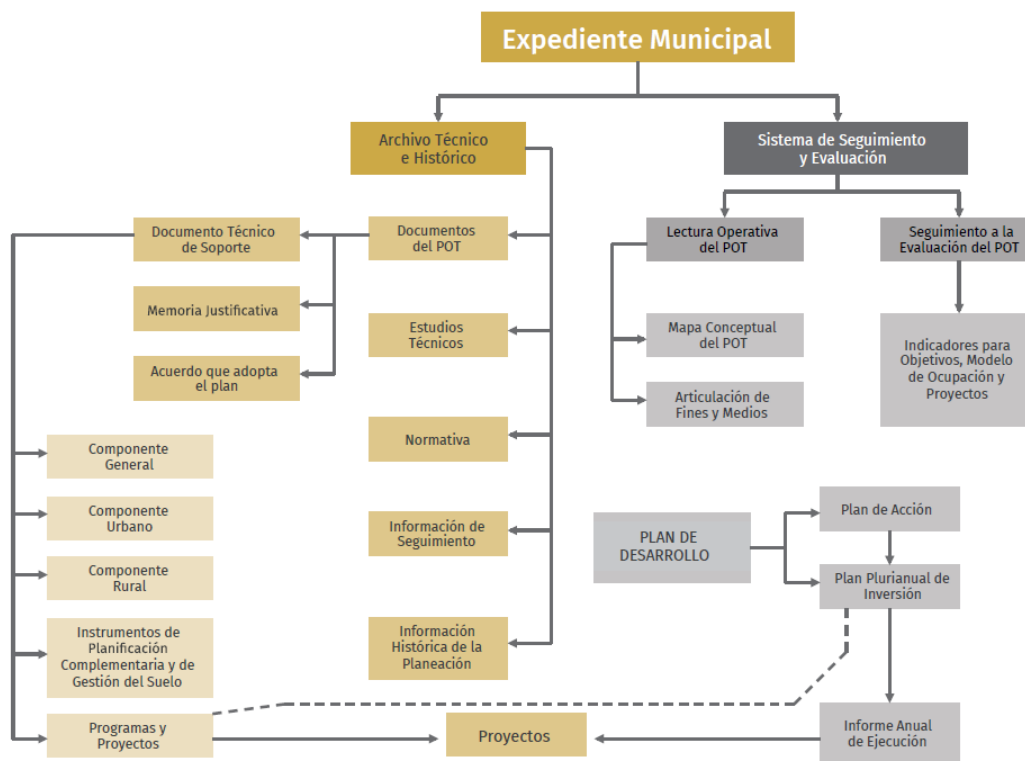 Expediente Municipal
Archivo Técnico
e Histórico
Sistema de Seguimiento
y Evaluación
Documento Técnico
de Soporte
Documentos
del POT
Lectura Operativa
del POT
Seguimiento a la
Evaluación del POT
Memoria Justificativa
Estudios
Técnicos
Mapa Conceptual
del POT
Indicadores para
Objetivos, Modelo
de Ocupación y
Proyectos
Acuerdo que adopta
el plan
Articulación de
Fines y Medios
Normativa
Componente
General
Componente
Urbano
Información de
Seguimiento
PLAN DE
DESARROLLO
Plan de Acción
Componente
Rural
Plan Plurianual de
Inversión
Instrumentos de
Planificación
Complementaria y de
Gestión del Suelo
Información
Histórica de la
Planeación
Programas y
Proyectos
Proyectos
Informe Anual
de Ejecución